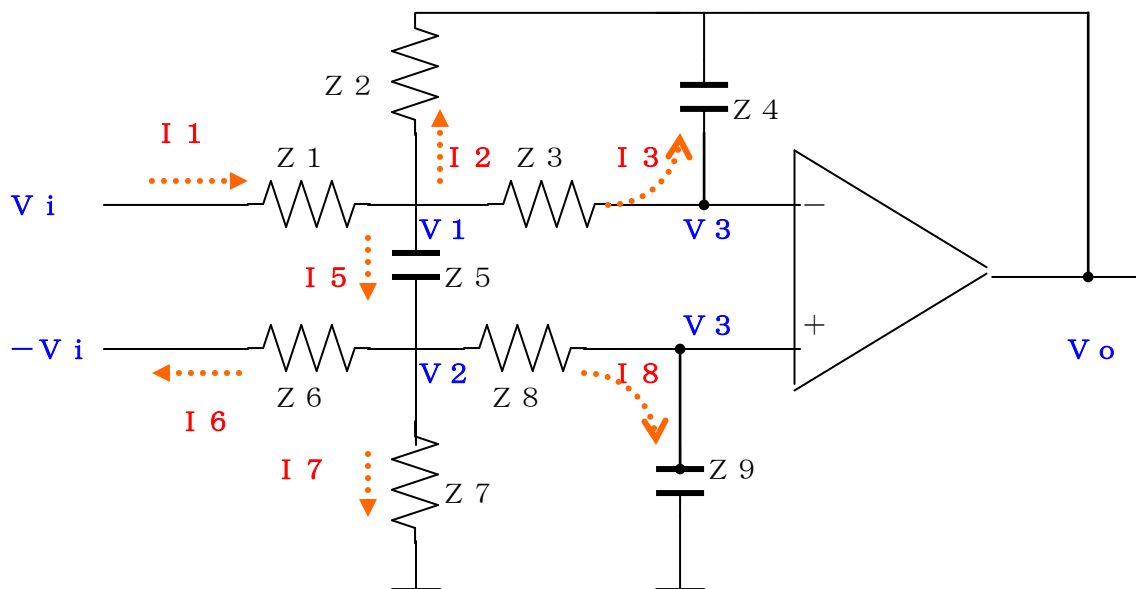 Z 2
Z 4
I 1
Z 1
I 2
Z 3
I 3
V i
V 1
V 3
−
I 5
Z 5
−V i
V 3
+
V o
Z 6
V 2
Z 8
I 8
I 6
I 7
Z 7
Z 9